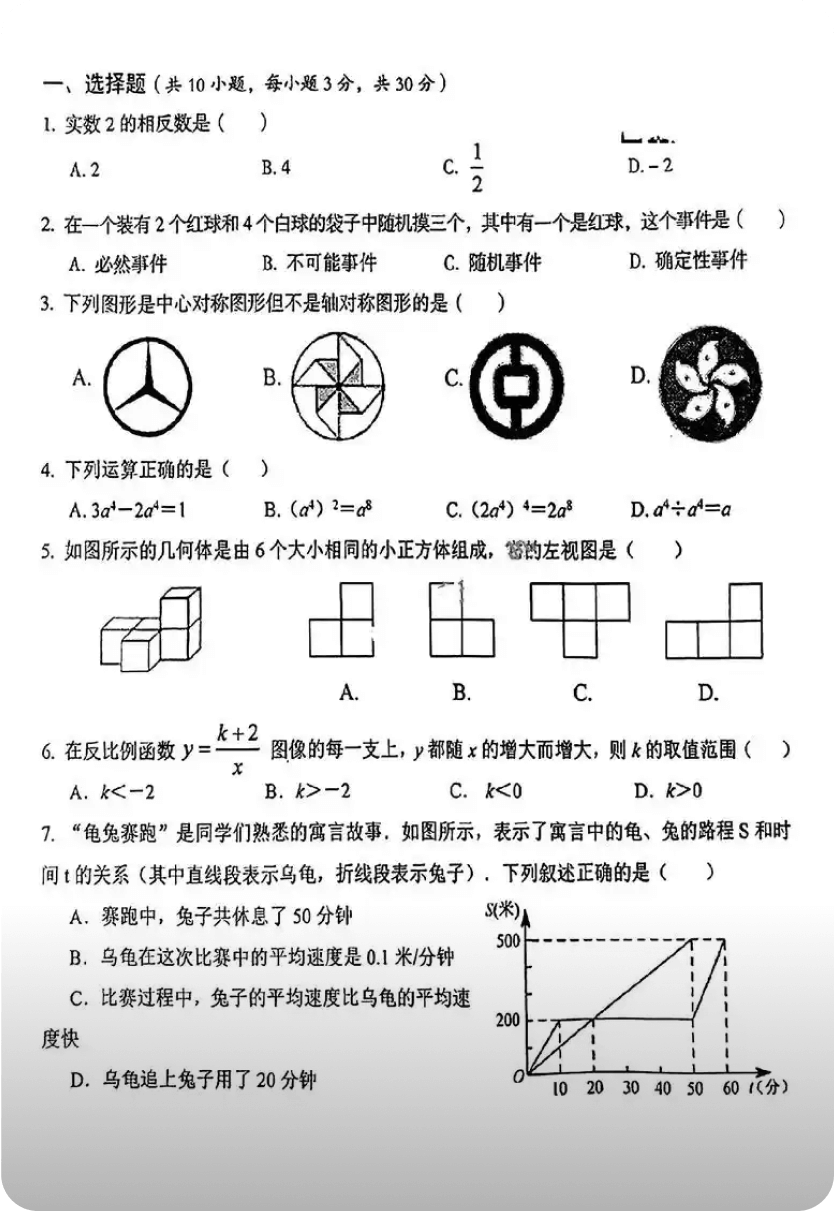 一、选择题（共 10 小题，每小题 3 分，共 30 分）
1. 实数 2 的相反数是（　　）
A. 2 B. 4 C. 1/2 D. －2
2. 在一个装有 2 个红球和 4 个白球的袋子中随机摸三个，其中有一个是红球，这个事件是（　　）
A. 必然事件 B. 不可能事件 C. 随机事件 D. 确定性事件
3. 下列图形是中心对称图形但不是轴对称图形的是（　　）
A. B. C. D.
4. 下列运算正确的是（　　）
A. 3a⁴－2a⁴＝1 B.（a⁴）²＝a⁸ C.（2a⁴）⁴＝2a⁸ D. a⁴÷a⁴＝a
5. 如图所示的几何体是由 6 个大小相同的小正方体组成，的左视图是（　　）
A. B. C. D.
6. 在反比例函数 y＝(k＋2)/x 图像的每一支上，y 都随 x 的增大而增大，则 k 的取值范围（　　）
A. k＜－2 B. k＞－2 C. k＜0 D. k＞0
7. “龟兔赛跑”是同学们熟悉的寓言故事．如图所示，表示了寓言中的龟、兔的路程 S 和时
间 t 的关系（其中直线段表示乌龟，折线段表示兔子）．下列叙述正确的是（　　）
A. 赛跑中，兔子共休息了 50 分钟
B. 乌龟在这次比赛中的平均速度是 0.1 米/分钟
C. 比赛过程中，兔子的平均速度比乌龟的平均速
度快
D. 乌龟追上兔子用了 20 分钟
S(米)
500
200
O 10 20 30 40 50 60 t(分)